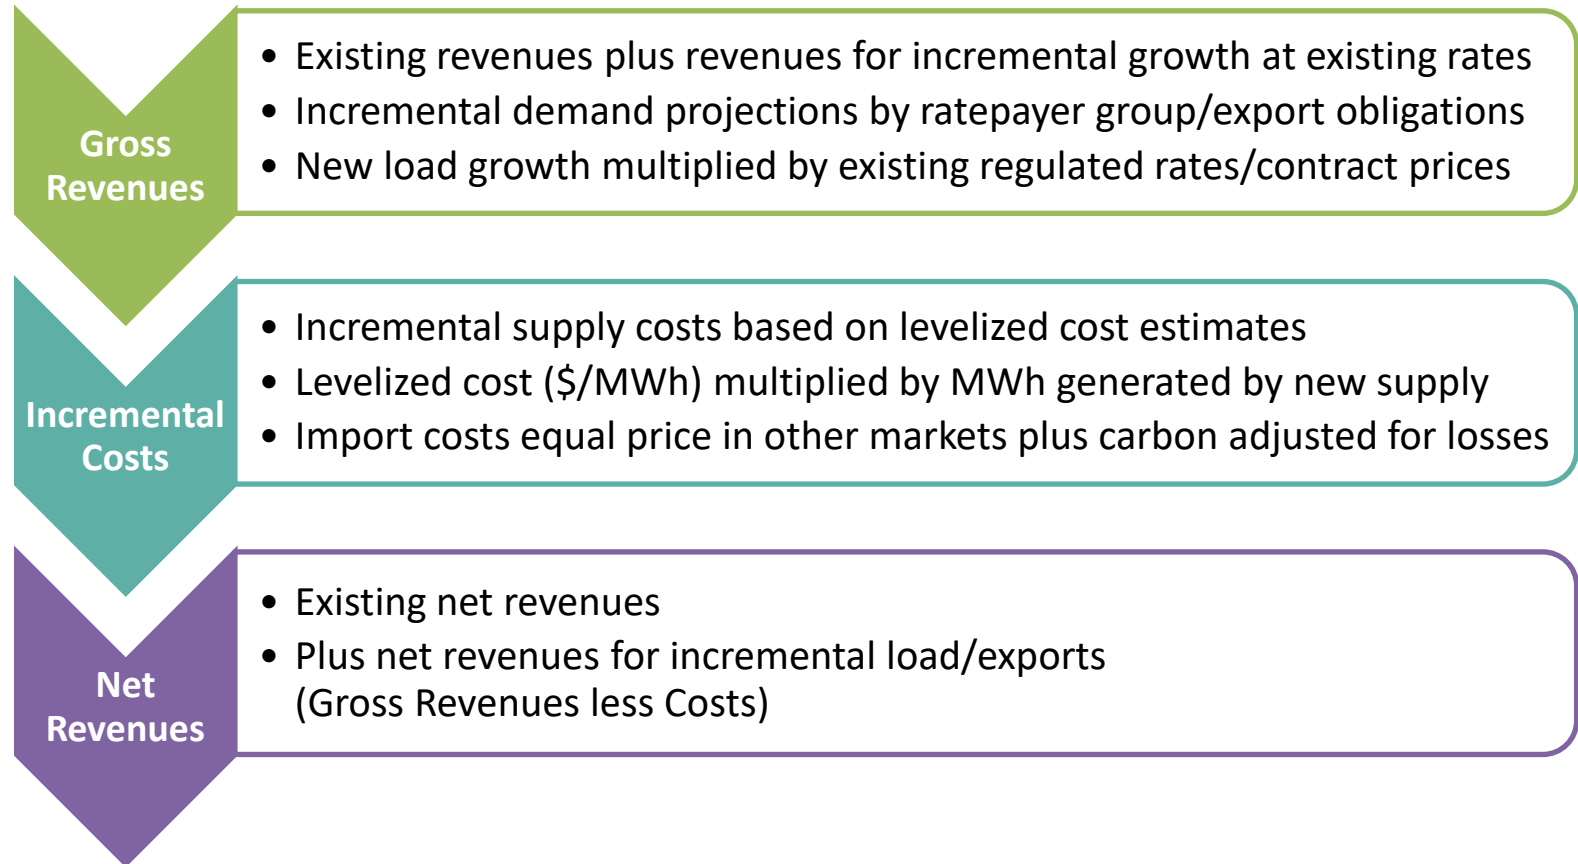 Gross
Revenues
• Existing revenues plus revenues for incremental growth at existing rates
• Incremental demand projections by ratepayer group/export obligations
• New load growth multiplied by existing regulated rates/contract prices
Incremental
Costs
• Incremental supply costs based on levelized cost estimates
• Levelized cost ($/MWh) multiplied by MWh generated by new supply
• Import costs equal price in other markets plus carbon adjusted for losses
Net
Revenues
• Existing net revenues
• Plus net revenues for incremental load/exports
(Gross Revenues less Costs)